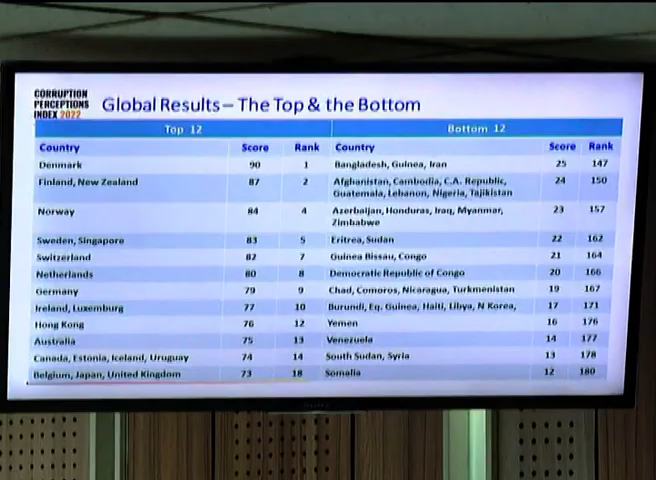 CORRUPTION
PERCEPTIONS
INDEX 2022
Global Results – The Top & the Bottom
Top 12 Bottom 12
Country Score Rank Country Score Rank
Denmark 90 1 Bangladesh, Guinea, Iran 25 147
Finland, New Zealand 87 2 Afghanistan, Cambodia, C.A. Republic, 24 150
Guatemala, Lebanon, Nigeria, Tajikistan
Norway 84 4 Azerbaijan, Honduras, Iraq, Myanmar, 23 157
Zimbabwe
Sweden, Singapore 83 5 Eritrea, Sudan 22 162
Switzerland 82 7 Guinea Bissau, Congo 21 164
Netherlands 80 8 Democratic Republic of Congo 20 166
Germany 79 9 Chad, Comoros, Nicaragua, Turkmenistan 19 167
Ireland, Luxemburg 77 10 Burundi, Eq. Guinea, Haiti, Libya, N Korea, 17 171
Hong Kong 76 12 Yemen 16 176
Australia 75 13 Venezuela 14 177
Canada, Estonia, Iceland, Uruguay 74 14 South Sudan, Syria 13 178
Belgium, Japan, United Kingdom 73 18 Somalia 12 180